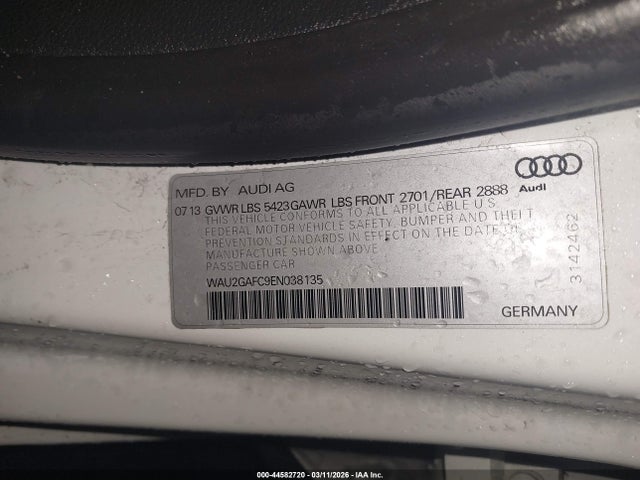 MFD. BY AUDI AG
07 13 GVWR LBS 5423GAWR LBS FRONT 2701/REAR 2888
THIS VEHICLE CONFORMS TO ALL APPLICABLE U.S.
FEDERAL MOTOR VEHICLE SAFETY, BUMPER AND THEFT
PREVENTION STANDARDS IN EFFECT ON THE DATE OF
MANUFACTURE SHOWN ABOVE.
PASSENGER CAR
WAU2GAFC9EN038135
Audi
3142462
GERMANY
000-44582720 - 03/11/2026 - IAA Inc.